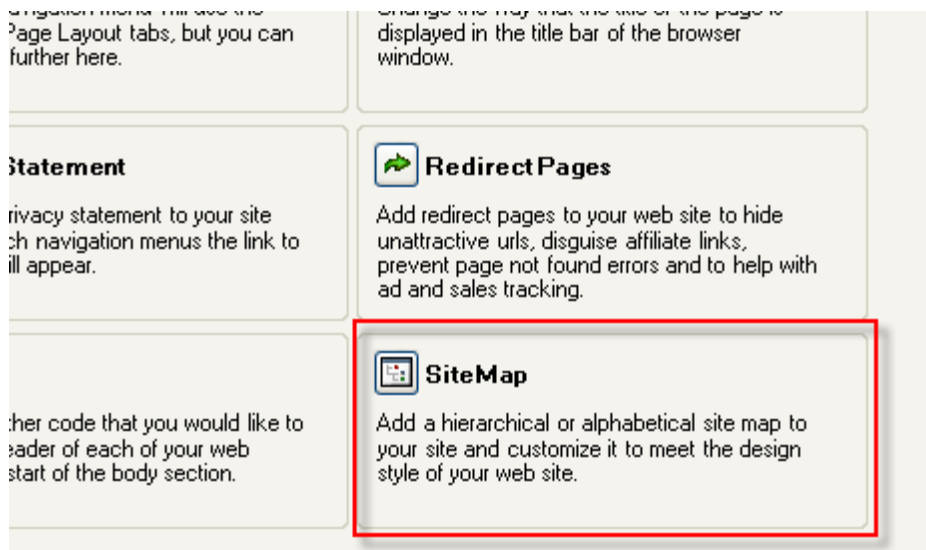 Page Layout tabs, but you can
further here.
Change the way that the title of the page is
displayed in the title bar of the browser
window.
Statement
rivacy statement to your site
ch navigation menus the link to
ill appear.
Redirect Pages
Add redirect pages to your web site to hide
unattractive urls, disguise affiliate links,
prevent page not found errors and to help with
ad and sales tracking.
ther code that you would like to
eader of each of your web
start of the body section.
SiteMap
Add a hierarchical or alphabetical site map to
your site and customize it to meet the design
style of your web site.